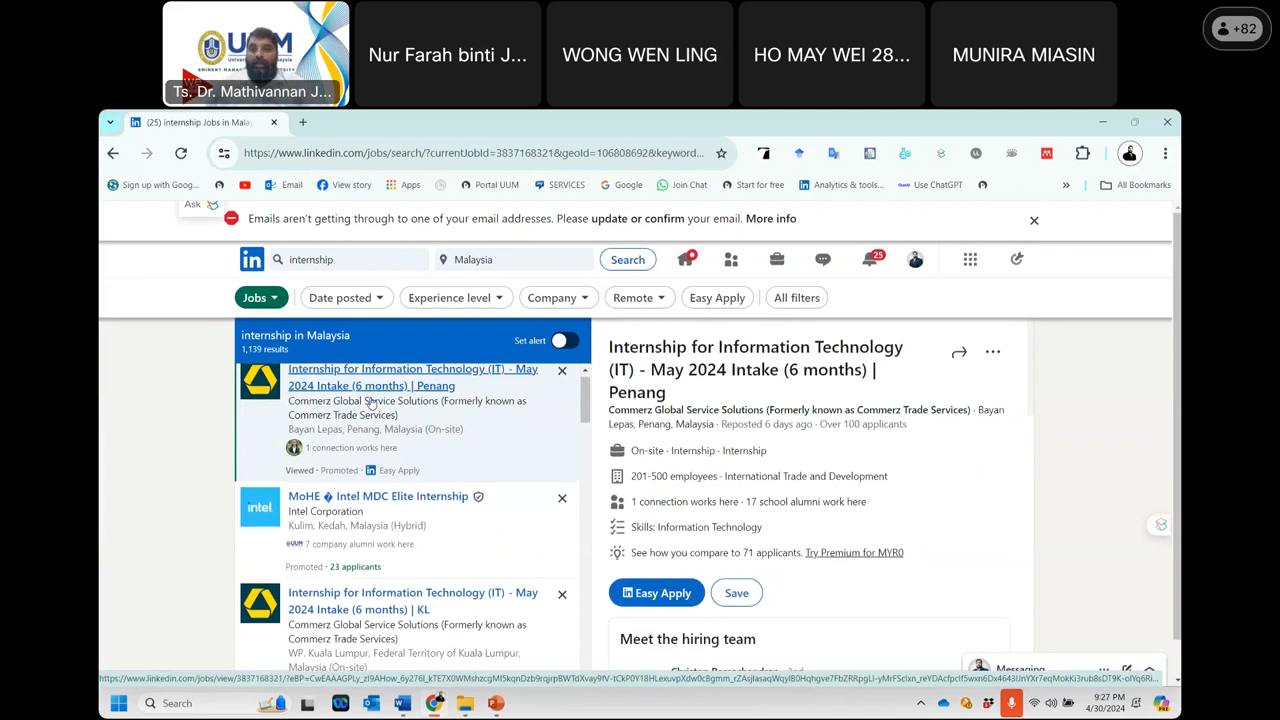 Nur Farah binti J...
WONG WEN LING
HO MAY WEI 28...
MUNIRA MIASIN
+82
Ts. Dr. Mathivannan J...
(25) internship Jobs in Mala
https://www.linkedin.com/jobs/search/?currentJobId=3837168321&geoId=106808692&keyword...
Sign up with Goog...
Email
View story
Apps
Portal UUM
SERVICES
Google
Join Chat
Start for free
Analytics & tools...
Use ChatGPT
All Bookmarks
Ask
Emails aren't getting through to one of your email addresses. Please update or confirm your email. More info
internship
Malaysia
Search
25
Jobs
Date posted
Experience level
Company
Remote
Easy Apply
All filters
internship in Malaysia
1,139 results
Set alert
Internship for Information Technology (IT) - May
2024 Intake (6 months) | Penang
Commerz Global Service Solutions (Formerly known as
Commerz Trade Services)
Bayan Lepas, Penang, Malaysia (On-site)
1 connection works here
Viewed · Promoted · Easy Apply
MoHE � Intel MDC Elite Internship
intel
Intel Corporation
Kulim, Kedah, Malaysia (Hybrid)
UUM 7 company alumni work here
Promoted · 23 applicants
Internship for Information Technology (IT) - May
2024 Intake (6 months) | KL
Commerz Global Service Solutions (Formerly known as
Commerz Trade Services)
WP. Kuala Lumpur, Federal Territory of Kuala Lumpur,
Malaysia (On-site)
Internship for Information Technology
(IT) - May 2024 Intake (6 months) |
Penang
Commerz Global Service Solutions (Formerly known as Commerz Trade Services) · Bayan
Lepas, Penang, Malaysia · Reposted 6 days ago · Over 100 applicants
On-site · Internship · Internship
201-500 employees · International Trade and Development
1 connection works here · 17 school alumni work here
Skills: Information Technology
See how you compare to 71 applicants. Try Premium for MYR0
Easy Apply
Save
Meet the hiring team
Messaging
Search
9:27 PM
4/30/2024